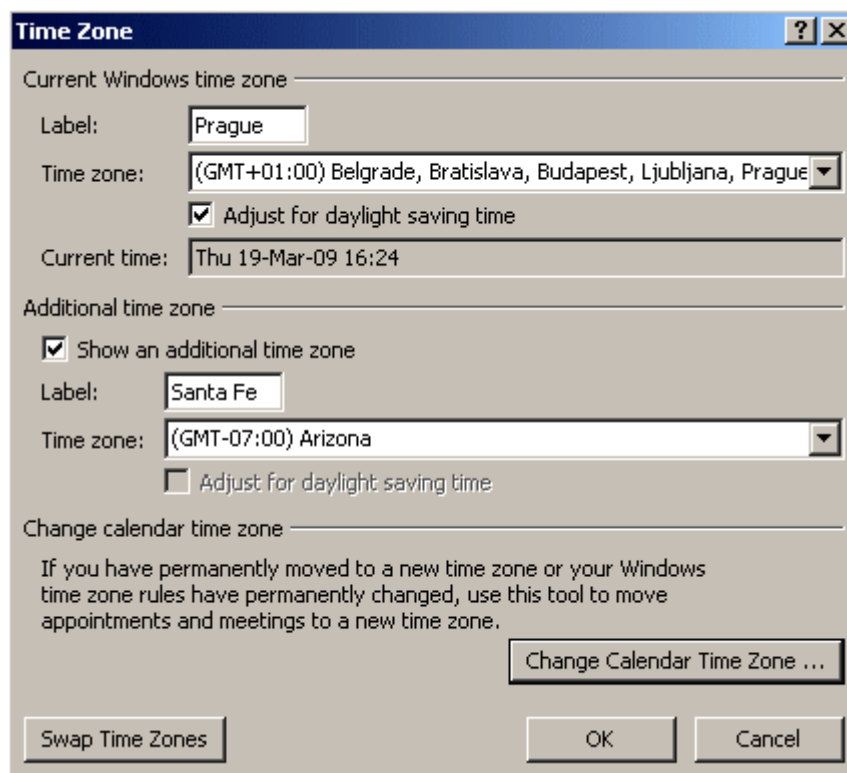 Time Zone
Current Windows time zone
Label: Prague
Time zone: (GMT+01:00) Belgrade, Bratislava, Budapest, Ljubljana, Prague
Adjust for daylight saving time
Current time: Thu 19-Mar-09 16:24
Additional time zone
Show an additional time zone
Label: Santa Fe
Time zone: (GMT-07:00) Arizona
Adjust for daylight saving time
Change calendar time zone
If you have permanently moved to a new time zone or your Windows
time zone rules have permanently changed, use this tool to move
appointments and meetings to a new time zone.
Change Calendar Time Zone ...
Swap Time Zones OK Cancel